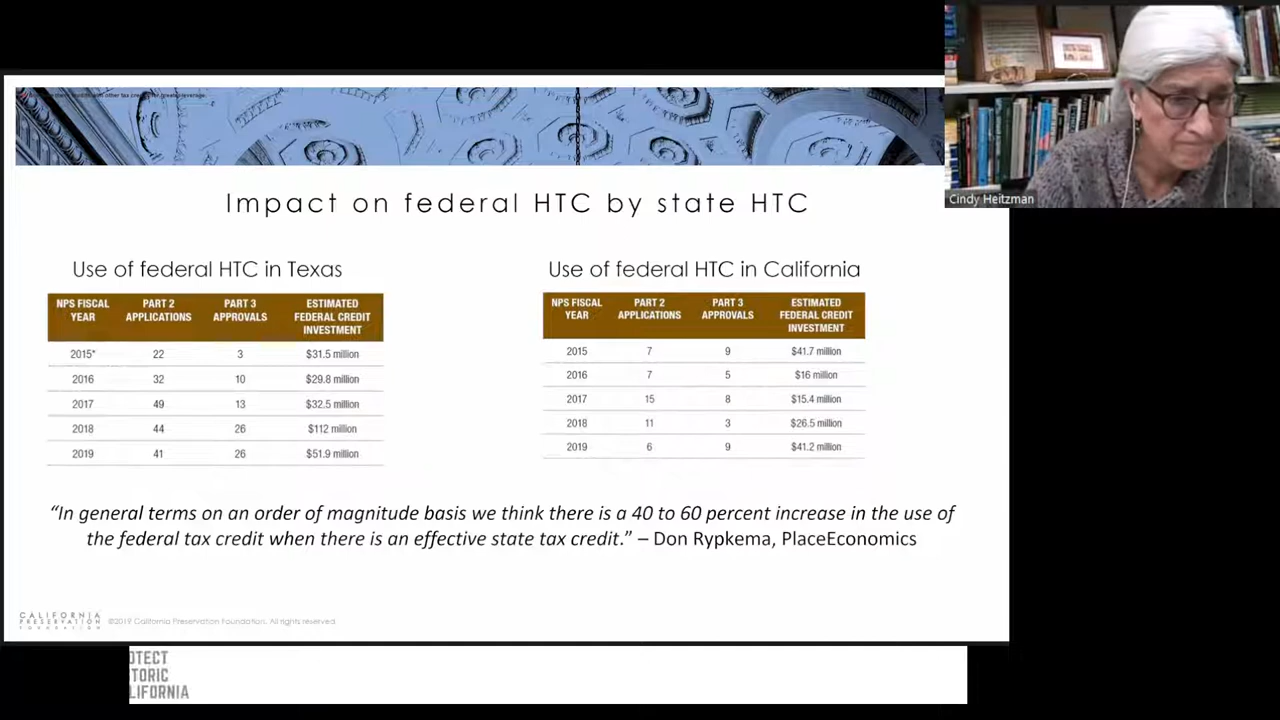 Cindy Heitzman
Impact on federal HTC by state HTC
Use of federal HTC in Texas
NPS FISCAL YEAR PART 2 APPLICATIONS PART 3 APPROVALS ESTIMATED FEDERAL CREDIT INVESTMENT
2015* 22 3 $31.5 million
2016 32 10 $29.8 million
2017 49 13 $32.5 million
2018 44 26 $112 million
2019 41 26 $51.9 million
Use of federal HTC in California
NPS FISCAL YEAR PART 2 APPLICATIONS PART 3 APPROVALS ESTIMATED FEDERAL CREDIT INVESTMENT
2015 7 9 $41.7 million
2016 7 5 $16 million
2017 15 8 $15.4 million
2018 11 3 $26.5 million
2019 6 9 $41.2 million
“In general terms on an order of magnitude basis we think there is a 40 to 60 percent increase in the use of
the federal tax credit when there is an effective state tax credit.” – Don Rypkema, PlaceEconomics
CALIFORNIA
PRESERVATION
FOUNDATION
©2019 California Preservation Foundation. All rights reserved
OTECT
TORIC
LIFORNIA